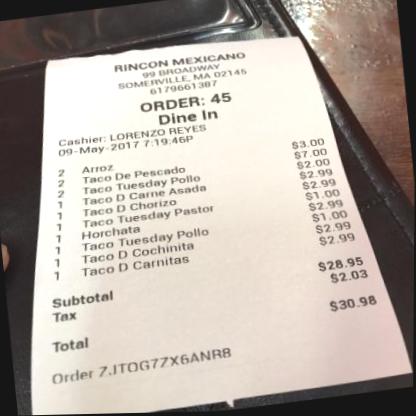 RINCON MEXICANO
99 BROADWAY
SOMERVILLE, MA 02145
6179661387
ORDER: 45
Dine In
Cashier: LORENZO REYES
09-May-2017 7:19:46P
2 Arroz $3.00
2 Taco De Pescado $7.00
2 Taco Tuesday Pollo $2.00
1 Taco D Carne Asada $2.99
1 Taco D Chorizo $2.99
1 Taco Tuesday Pastor $1.00
1 Horchata $2.99
1 Taco Tuesday Pollo $1.00
1 Taco D Cochinita $2.99
1 Taco D Carnitas $2.99
Subtotal $28.95
Tax $2.03
Total $30.98
Order